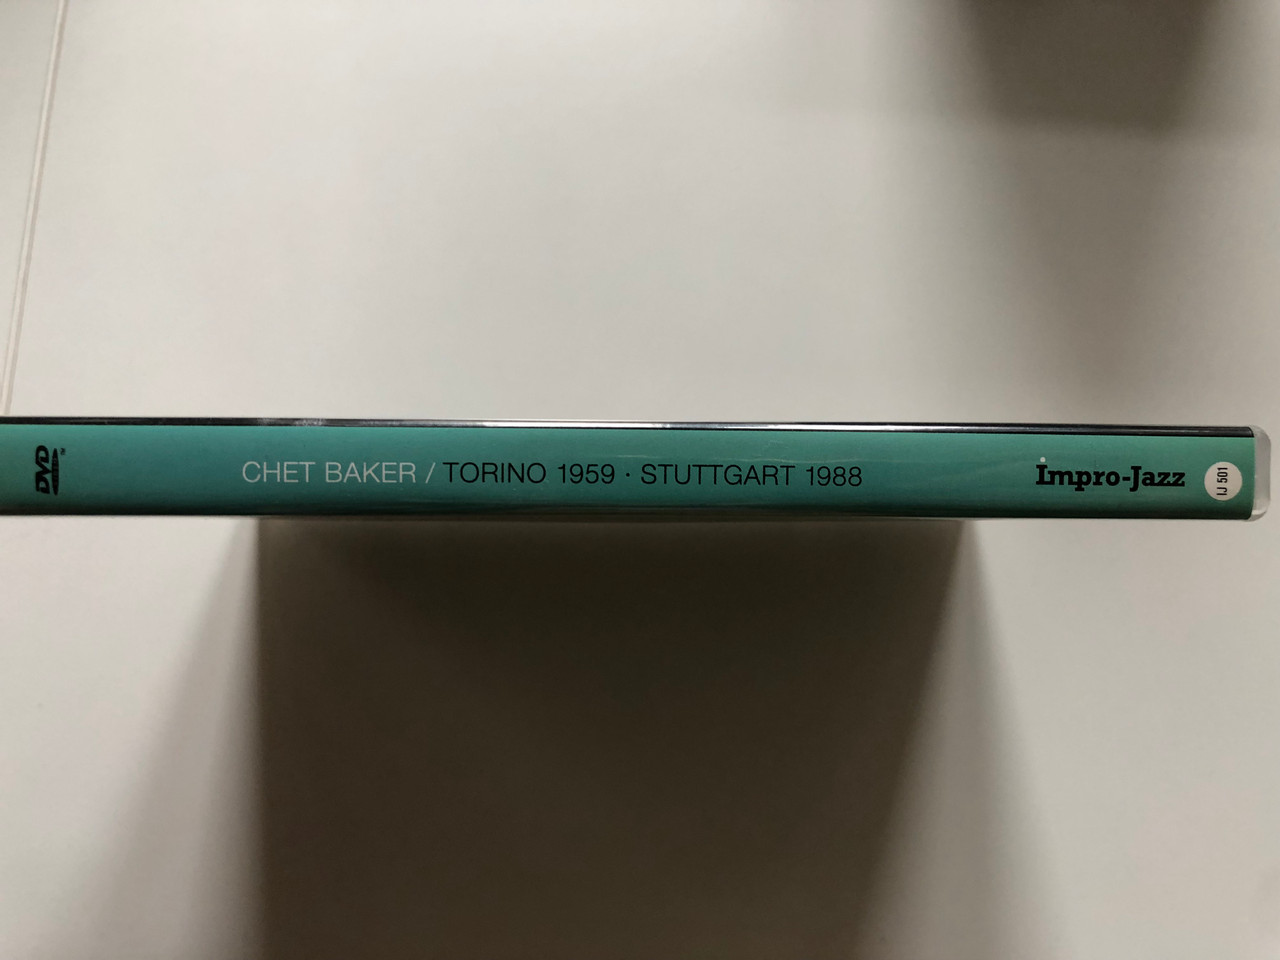 DVD
CHET BAKER / TORINO 1959 · STUTTGART 1988
Impro-Jazz
IJ 501